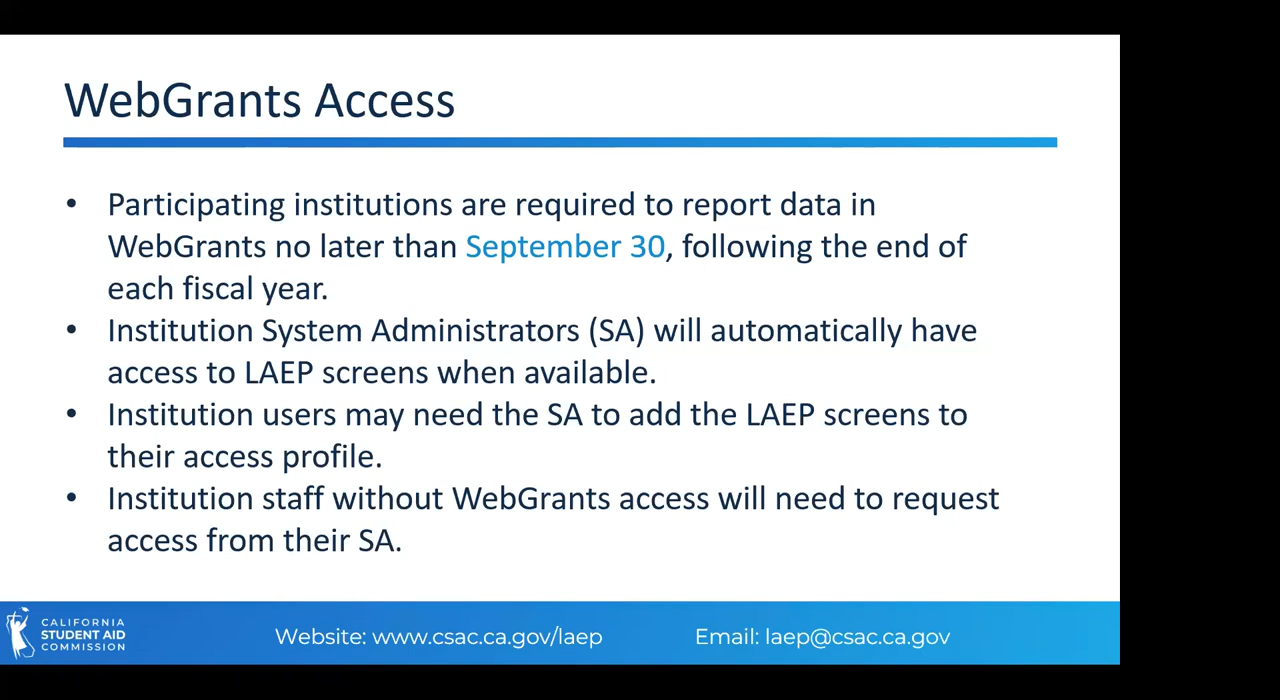 WebGrants Access
• Participating institutions are required to report data in
WebGrants no later than September 30, following the end of
each fiscal year.
• Institution System Administrators (SA) will automatically have
access to LAEP screens when available.
• Institution users may need the SA to add the LAEP screens to
their access profile.
• Institution staff without WebGrants access will need to request
access from their SA.
CALIFORNIA
STUDENT AID
COMMISSION
Website: www.csac.ca.gov/laep
Email: laep@csac.ca.gov